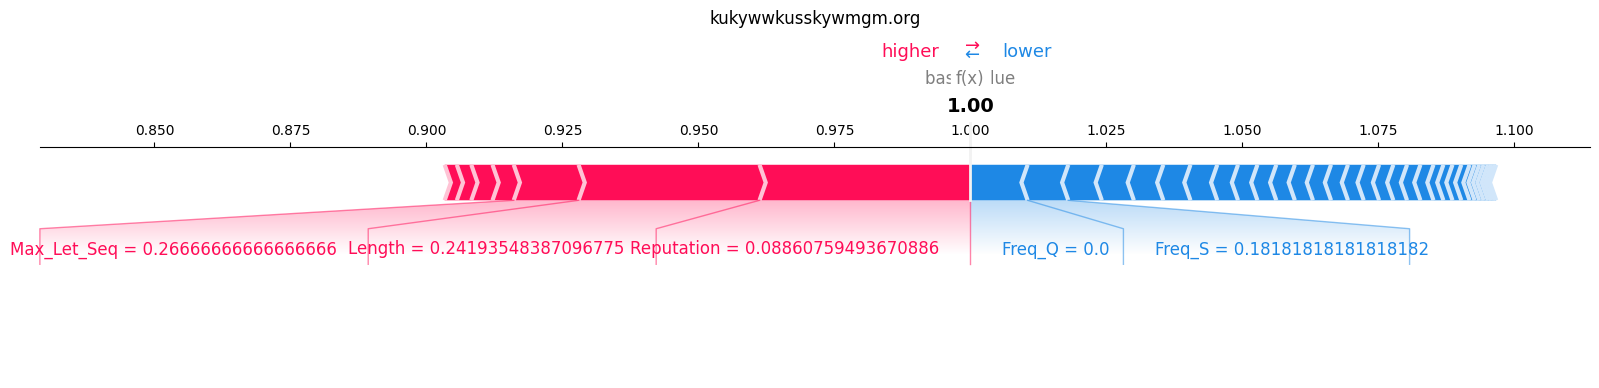 kukywwkusskywmgm.org
higher → ← lower
bas f(x) lue
1.00
0.850 0.875 0.900 0.925 0.950 0.975 1.000 1.025 1.050 1.075 1.100
Max_Let_Seq = 0.26666666666666666 Length = 0.24193548387096775 Reputation = 0.08860759493670886 Freq_Q = 0.0 Freq_S = 0.18181818181818182